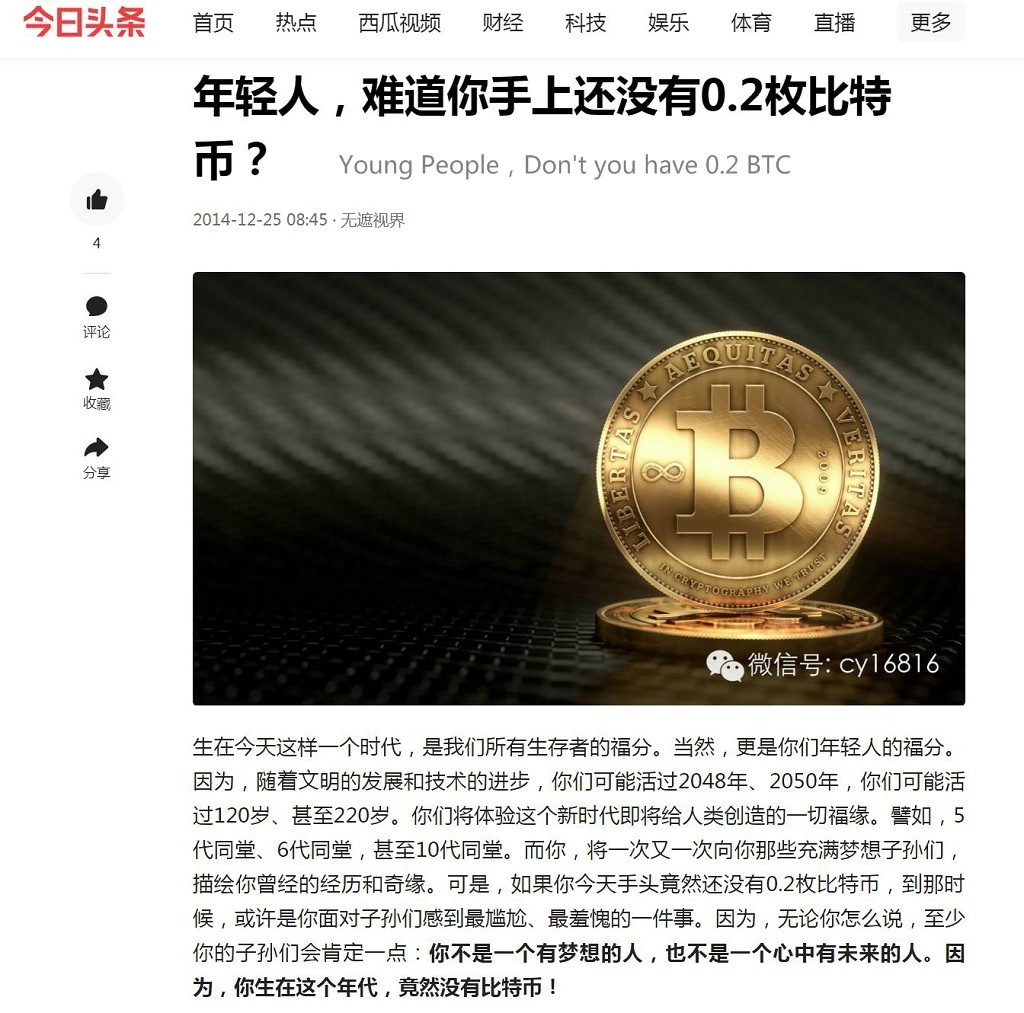 今日头条 首页 热点 西瓜视频 财经 科技 娱乐 体育 直播 更多
年轻人，难道你手上还没有0.2枚比特
币？ Young People，Don't you have 0.2 BTC
2014-12-25 08:45 · 无遮视界
4
评论
收藏
分享
LIBERTAS AEQUITAS VERITAS
2009
IN CRYPTOGRAPHY WE TRUST
微信号: cy16816
生在今天这样一个时代，是我们所有生存者的福分。当然，更是你们年轻人的福分。
因为，随着文明的发展和技术的进步，你们可能活过2048年、2050年，你们可能活
过120岁、甚至220岁。你们将体验这个新时代即将给人类创造的一切福缘。譬如，5
代同堂、6代同堂，甚至10代同堂。而你，将一次又一次向你那些充满梦想子孙们，
描绘你曾经的经历和奇缘。可是，如果你今天手头竟然还没有0.2枚比特币，到那时
候，或许是你面对子孙们感到最尴尬、最羞愧的一件事。因为，无论你怎么说，至少
你的子孙们会肯定一点：你不是一个有梦想的人，也不是一个心中有未来的人。因
为，你生在这个年代，竟然没有比特币！